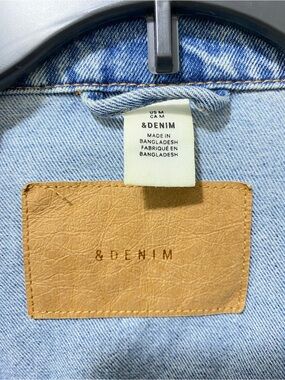 US M
CA M
&DENIM
MADE IN
BANGLADESH
FABRIQUÉ EN
BANGLADESH
& DENIM